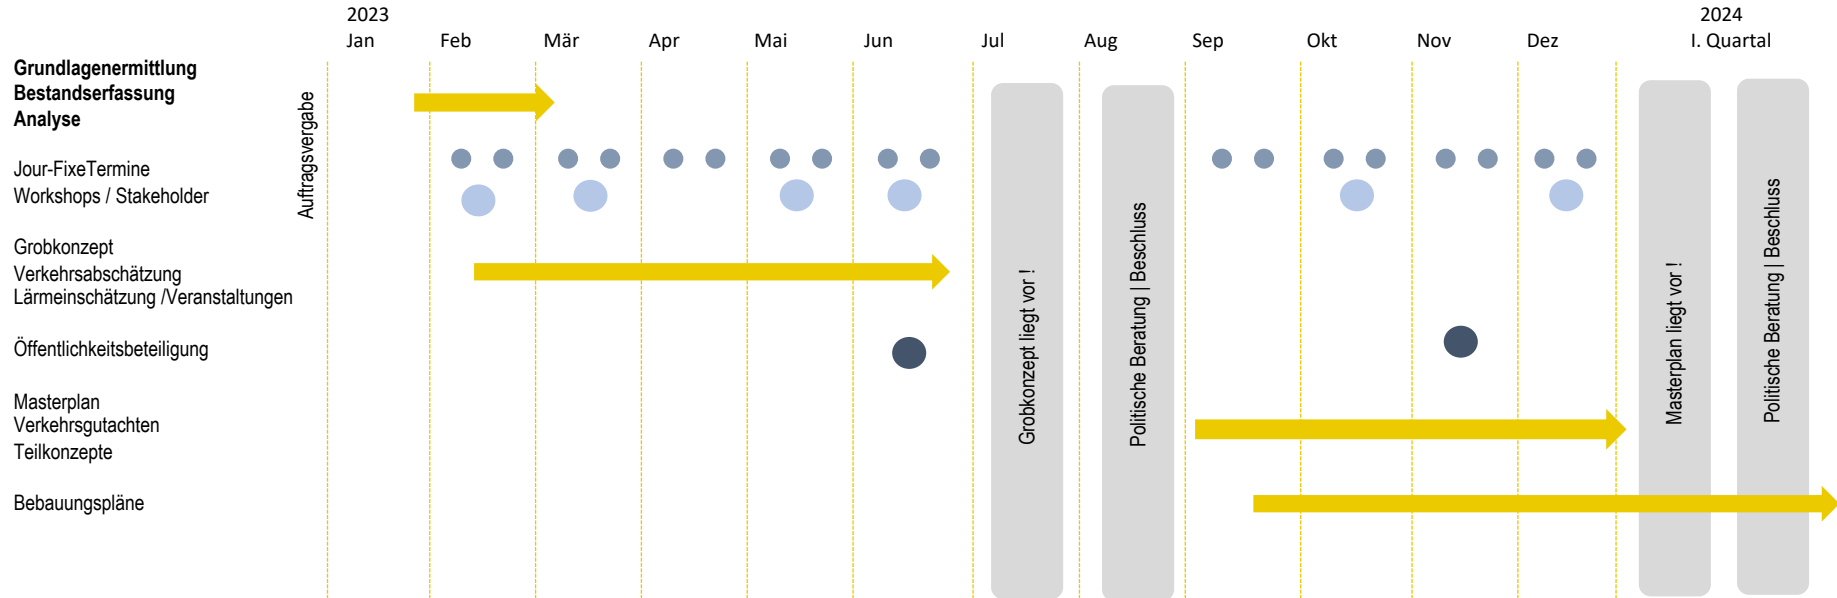 2023
2024
Jan Feb Mär Apr Mai Jun Jul Aug Sep Okt Nov Dez I. Quartal
Grundlagenermittlung
Bestandserfassung
Analyse
Auftragsvergabe
Jour-FixeTermine
Workshops / Stakeholder
Grobkonzept
Verkehrsabschätzung
Lärmeinschätzung /Veranstaltungen
Öffentlichkeitsbeteiligung
Masterplan
Verkehrsgutachten
Teilkonzepte
Bebauungspläne
Grobkonzept liegt vor !
Politische Beratung | Beschluss
Masterplan liegt vor !
Politische Beratung | Beschluss